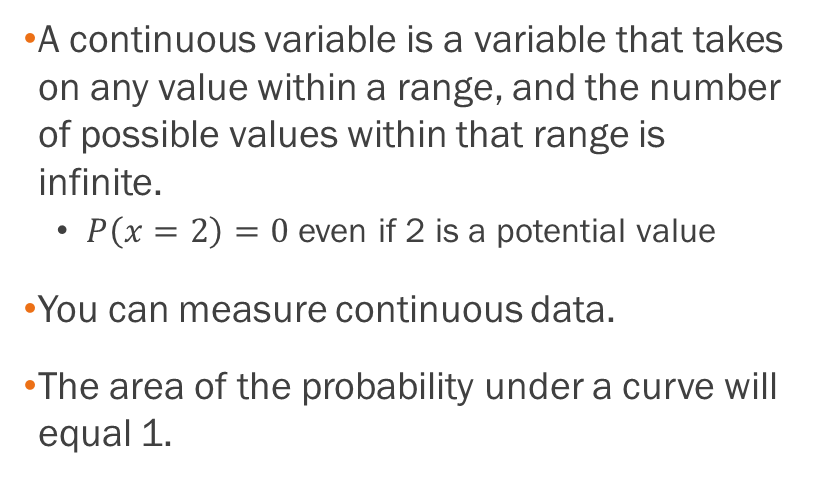 •A continuous variable is a variable that takes
on any value within a range, and the number
of possible values within that range is
infinite.
• P(x = 2) = 0 even if 2 is a potential value
•You can measure continuous data.
•The area of the probability under a curve will
equal 1.